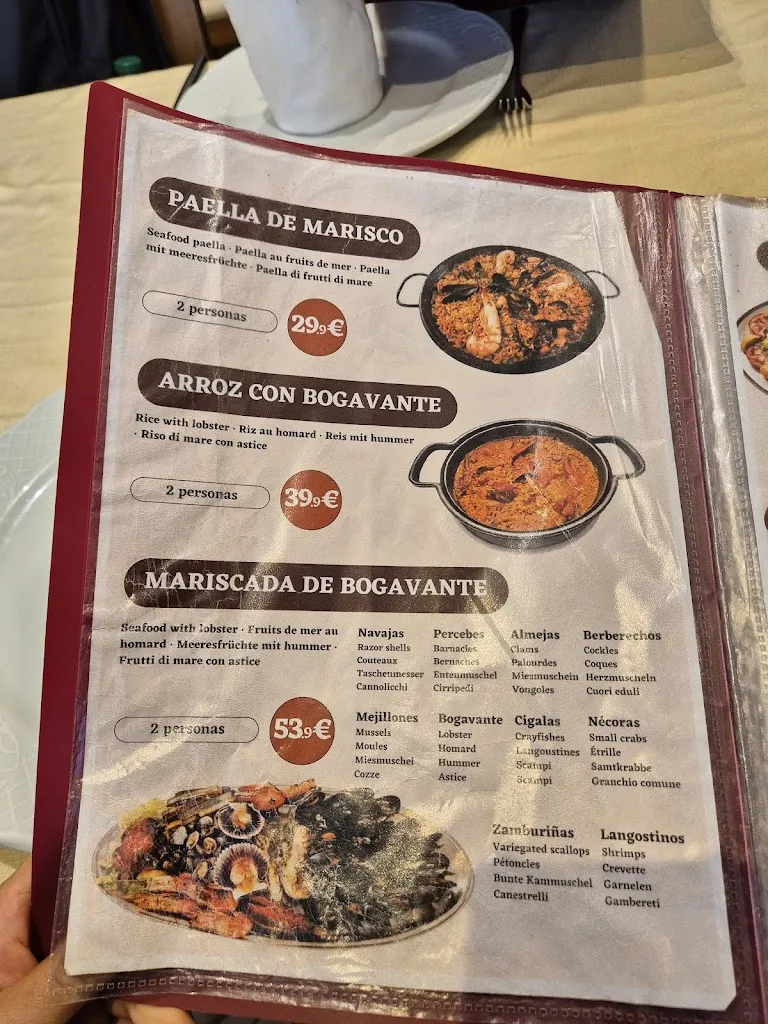 PAELLA DE MARISCO
Seafood paella · Paella au fruits de mer · Paella
mit meeresfrüchte · Paella di frutti di mare
2 personas
29.9€
ARROZ CON BOGAVANTE
Rice with lobster · Riz au homard · Reis mit hummer
· Riso di mare con astice
2 personas
39.9€
MARISCADA DE BOGAVANTE
Seafood with lobster · Fruits de mer au
homard · Meeresfrüchte mit hummer ·
Frutti di mare con astice
2 personas
53.9€
Navajas
Razor shells
Couteaux
Taschenmesser
Cannolicchi
Percebes
Barnacles
Bernaches
Entenmuschel
Cirripedi
Almejas
Clams
Palourdes
Miesmuscheln
Vongoles
Berberechos
Cockles
Coques
Herzmuscheln
Cuori eduli
Mejillones
Mussels
Moules
Miesmuschel
Cozze
Bogavante
Lobster
Homard
Hummer
Astice
Cigalas
Crayfishes
Langoustines
Scampi
Scampi
Nécoras
Small crabs
Étrille
Samtkrabbe
Granchio comune
Zamburiñas
Variegated scallops
Pétoncles
Bunte Kammuschel
Canestrelli
Langostinos
Shrimps
Crevette
Garnelen
Gambereti